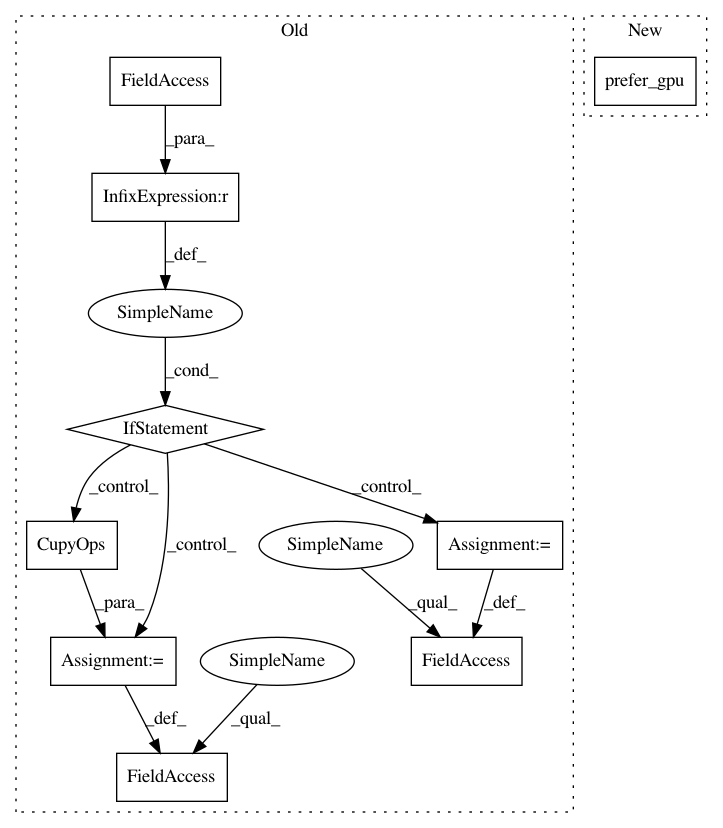 Old
New
FieldAccess
prefer_gpu
_para_
InfixExpression:r
_def_
SimpleName
_cond_
IfStatement
_control_
_control_
_control_
CupyOps
SimpleName
Assignment:=
_para_
_qual_
_def_
Assignment:=
SimpleName
FieldAccess
_def_
_qual_
FieldAccess